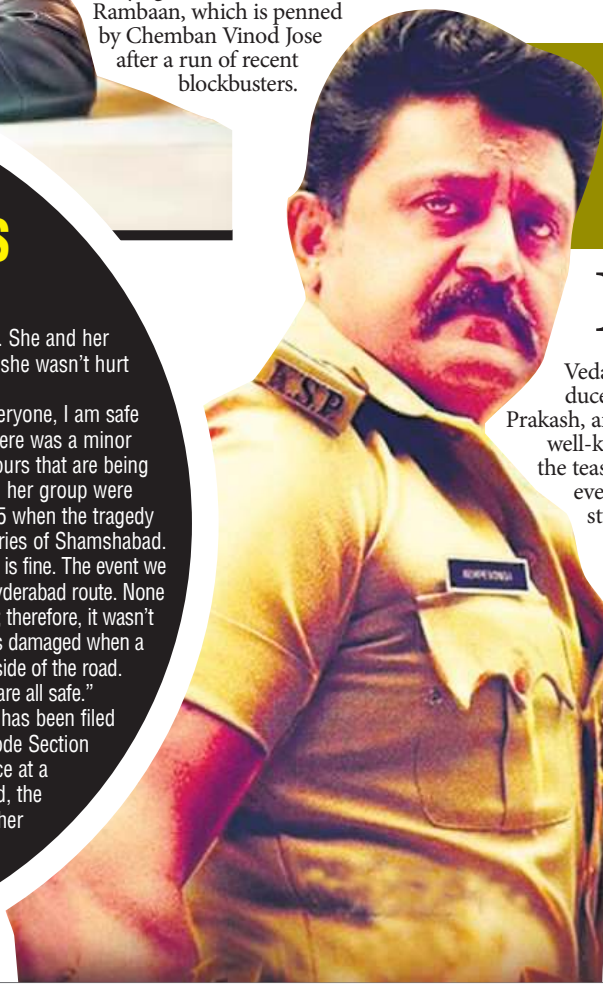 Rambaan, which is penned
by Chemban Vinod Jose
after a run of recent
blockbusters.
S
. She and her
she wasn’t hurt
eryone, I am safe
ere was a minor
ours that are being
her group were
5 when the tragedy
ries of Shamshabad.
is fine. The event we
yderabad route. None
therefore, it wasn’t
s damaged when a
side of the road.
are all safe.”
has been filed
ode Section
ce at a
d, the
her
K.S.P.
Veda
duce
Prakash, a
well-k
the teas
eve
st